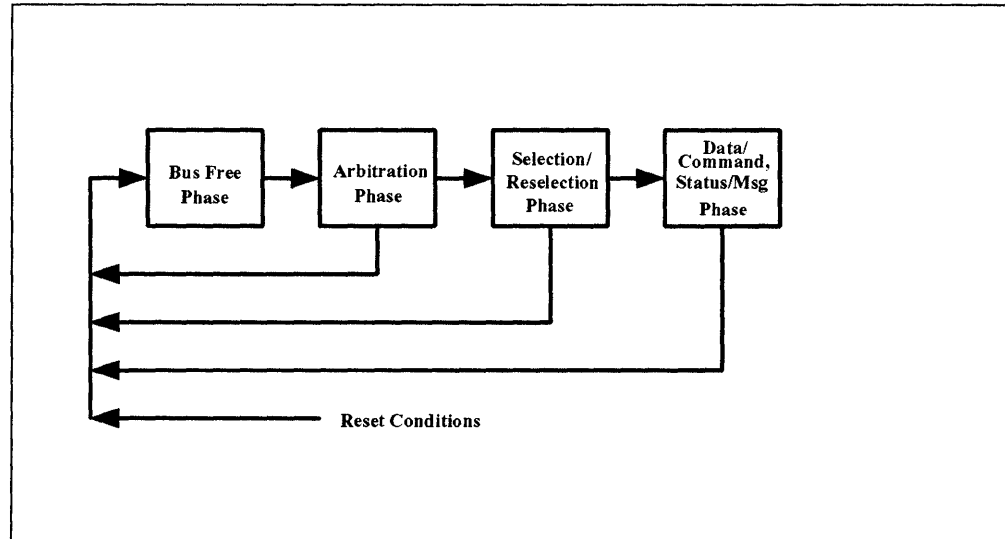 Bus Free
Phase
Arbitration
Phase
Selection/
Reselection
Phase
Data/
Command,
Status/Msg
Phase
Reset Conditions